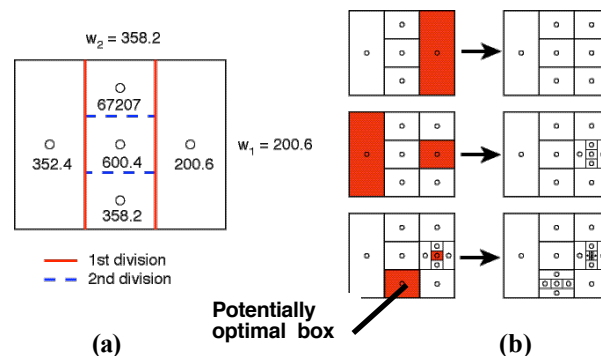 w2 = 358.2
67207
352.4
600.4
200.6
w1 = 200.6
358.2
1st division
2nd division
(a)
Potentially
optimal box
(b)